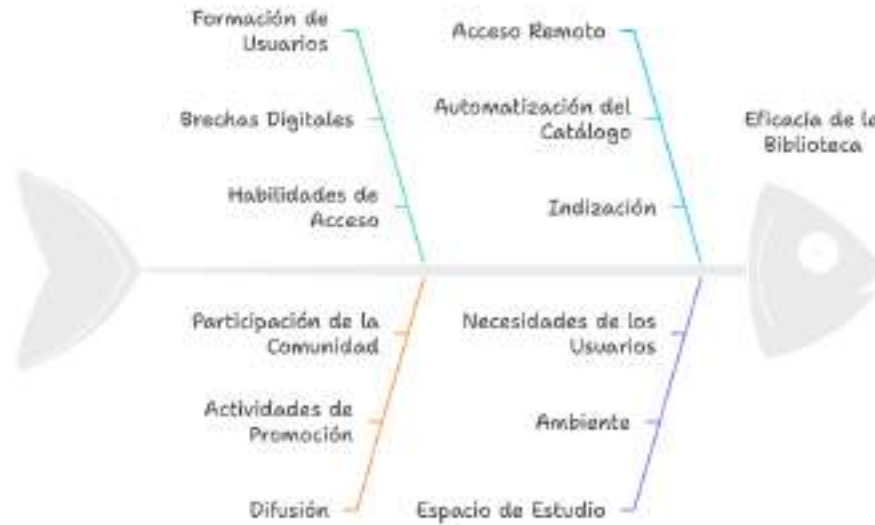 Formación de
Usuarios
Brechas Digitales
Habilidades de
Acceso
Acceso Remoto
Automatización del
Catálogo
Indización
Eficacia de la
Biblioteca
Participación de la
Comunidad
Actividades de
Promoción
Difusión
Necesidades de los
Usuarios
Ambiente
Espacio de Estudio